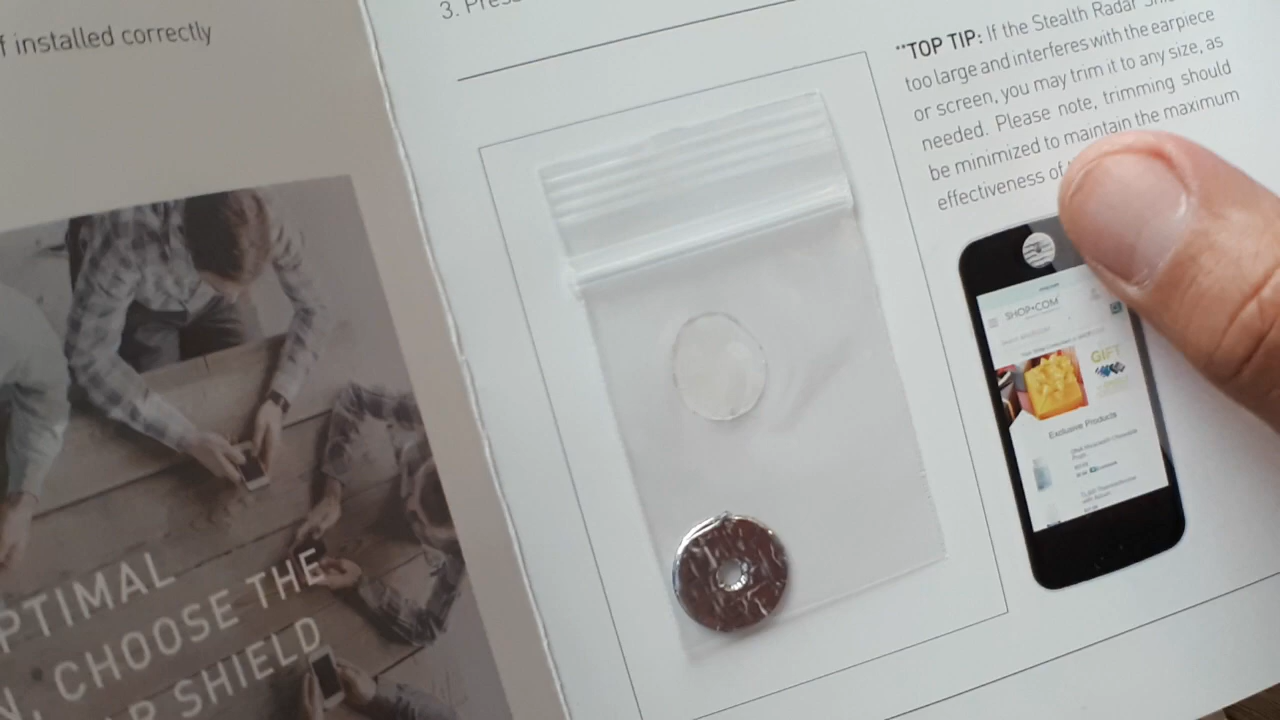 f installed correctly
PTIMAL
N, CHOOSE THE
SHIELD
3. Press
**TOP TIP: If the Stealth Radar Shie
too large and interferes with the earpiece
or screen, you may trim it to any size, as
needed. Please note, trimming should
be minimized to maintain the maximum
effectiveness of
SHOP•COM
GIFT
Exclusive Products